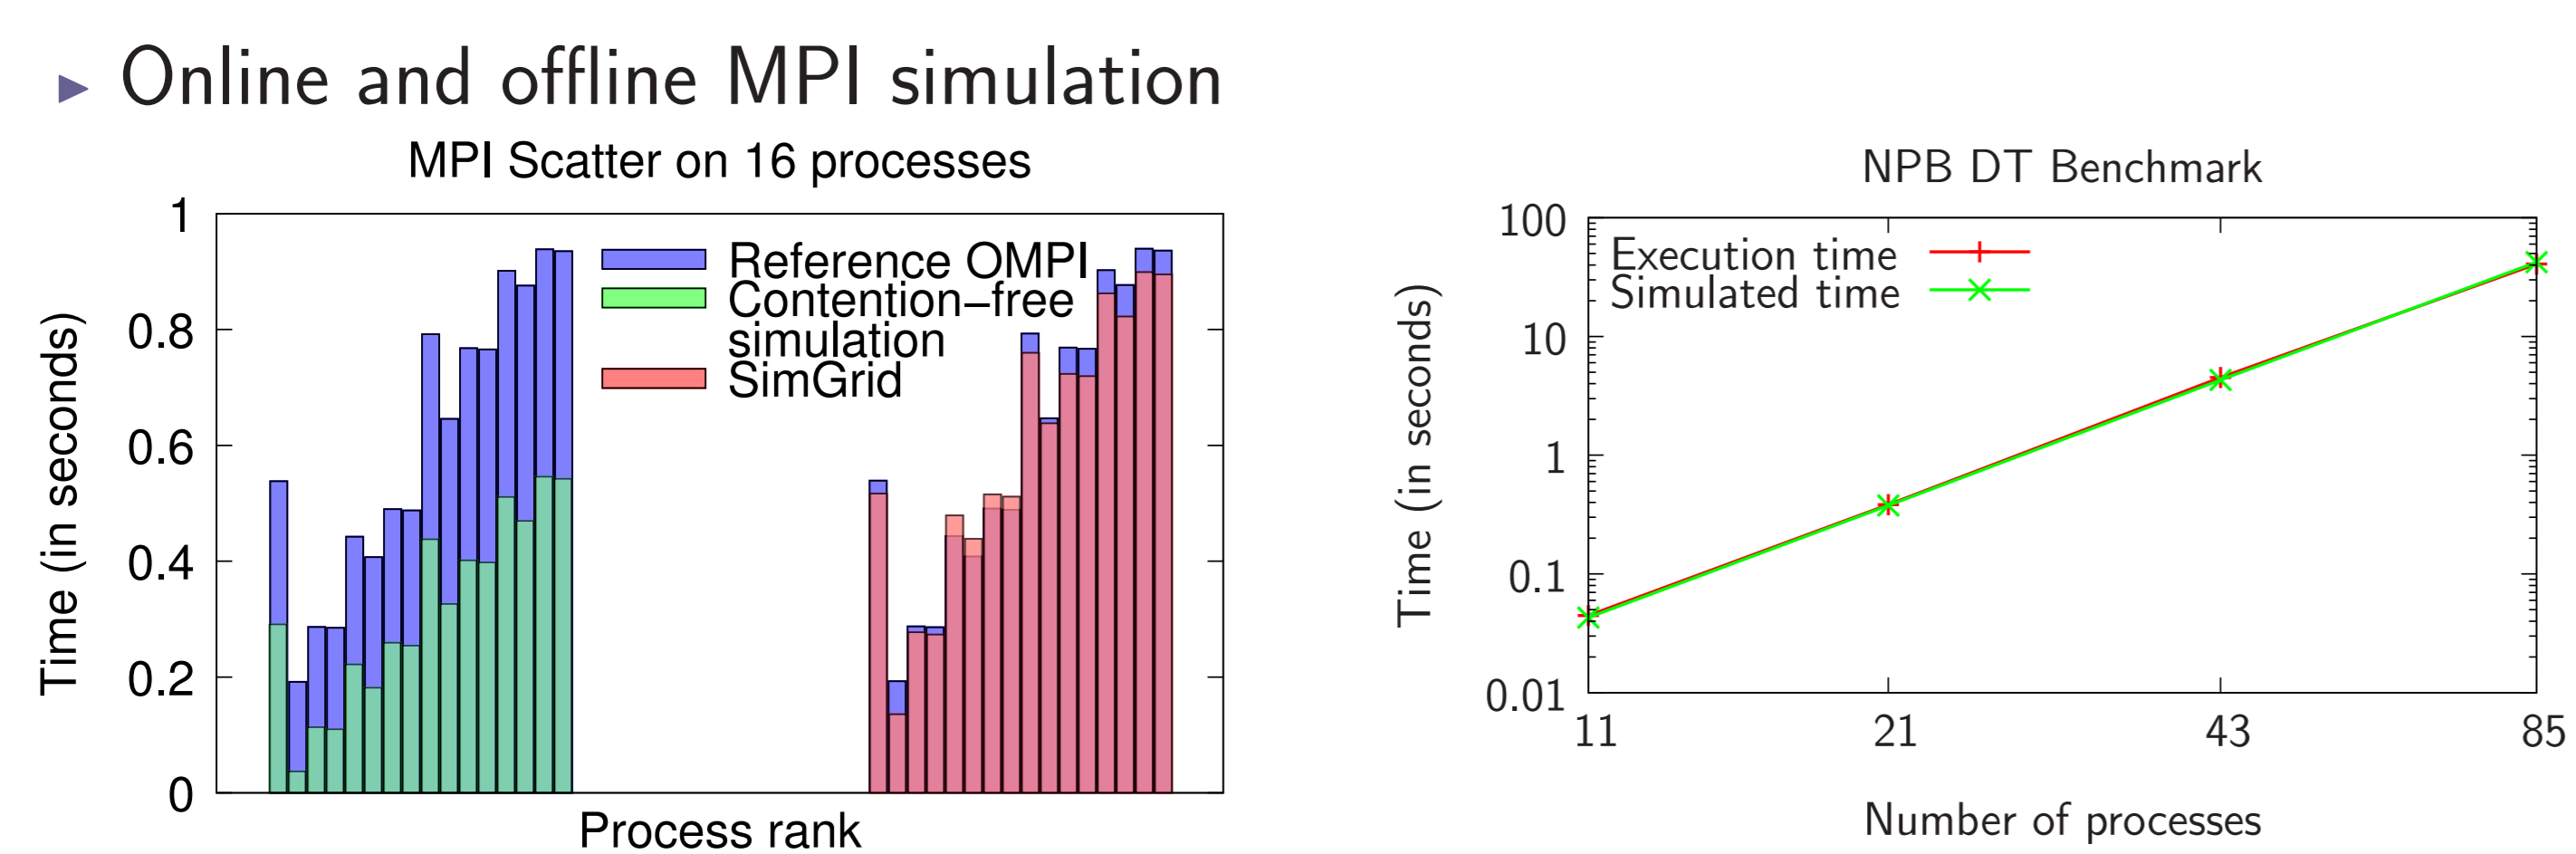 ► Online and offline MPI simulation
MPI Scatter on 16 processes
1
0.8
0.6
0.4
0.2
0
Time (in seconds)
Reference OMPI
Contention−free
simulation
SimGrid
Process rank
NPB DT Benchmark
100
10
1
0.1
0.01
Time (in seconds)
Execution time
Simulated time
11 21 43 85
Number of processes